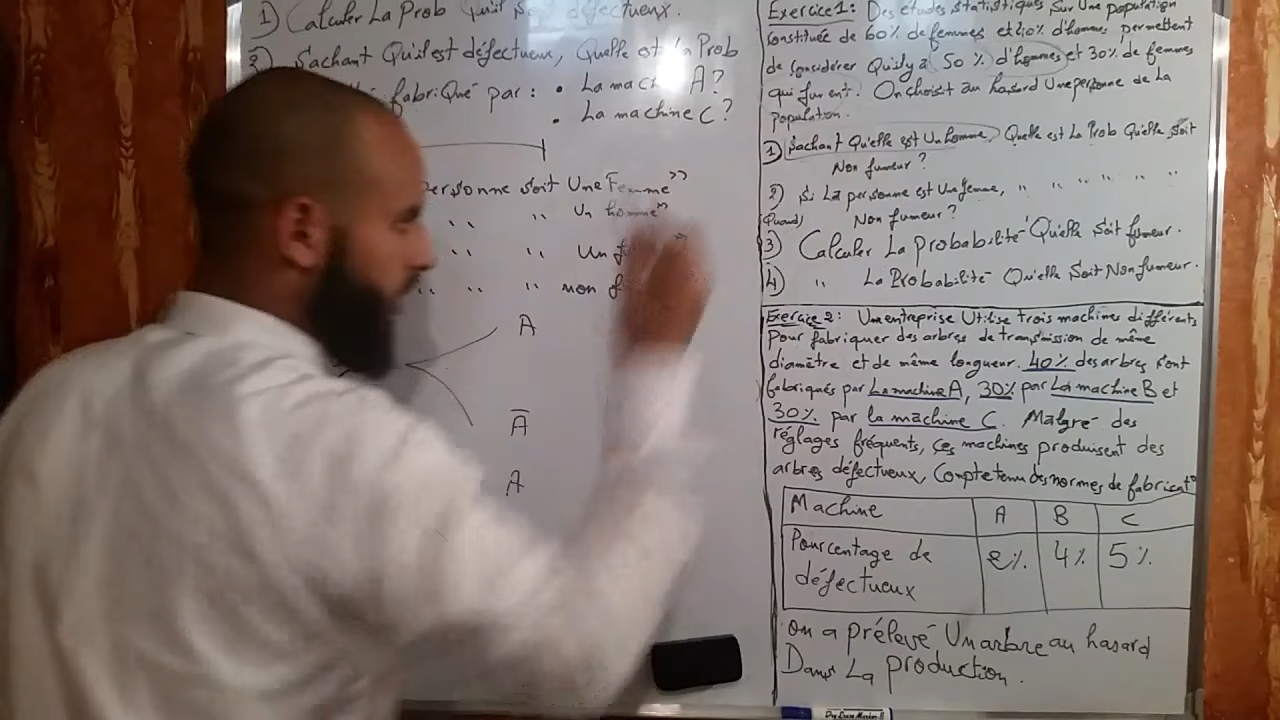 1) Calculer La Prob qu'il soit défectueux.
2) Sachant Qu'il est défectueux, Quelle est la Prob
fabriqué par : • La machine A ?
• La machine C ?
personne soit Une Femme"
" " Un homme"
" " Un
" " " non
A
A̅
A
Exercice 1: Des études statistiques sur Une population
constituée de 60% de femmes et 40% d'hommes permettent
de considérer Qu'il y a 50 % d'hommes et 30% de femmes
qui fument. On choisit au hasard Une personne de La
population.
1) Sachant Qu'elle est Un homme, Quelle est La Prob Qu'elle soit
Non fumeur ?
2) Si La personne est Une femme, " " " " " "
(Quand) Non fumeur ?
3) Calculer La Probabilité Qu'elle soit fumeur.
4) " La Probabilité Qu'elle Soit Non fumeur.
Exercice 2: Une entreprise Utilise trois machines différents
pour fabriquer des arbres de transmission de même
diamètre et de même longueur. 40% des arbres sont
fabriqués par La machine A, 30% par La machine B et
30% par la machine C. Malgré des
réglages fréquents, ces machines produisent des
arbres défectueux, Compte tenu des normes de fabricat°
Machine A B C
Pourcentage de 2% 4% 5%
défectueux
on a prélevé Un arbre au hasard
Dans La production.